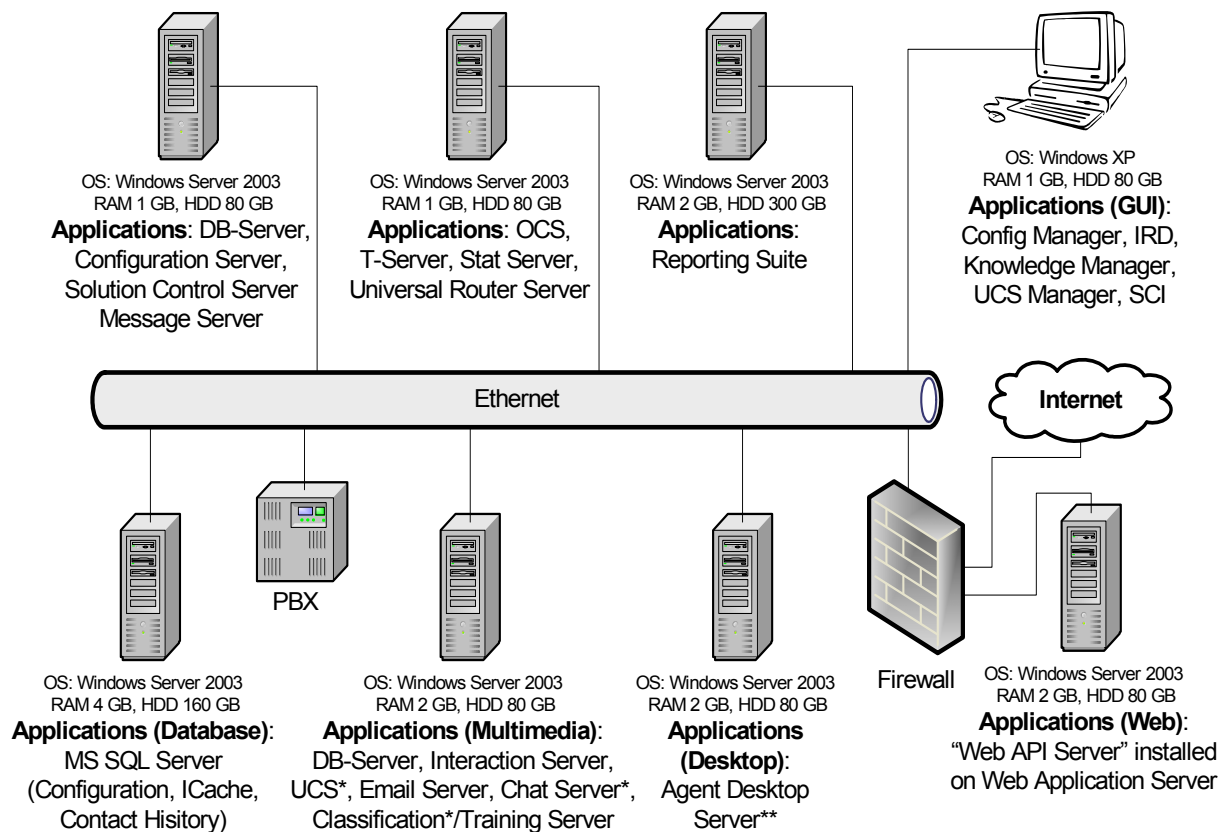 OS: Windows Server 2003
RAM 1 GB, HDD 80 GB
Applications: DB-Server,
Configuration Server,
Solution Control Server
Message Server
OS: Windows Server 2003
RAM 1 GB, HDD 80 GB
Applications: OCS,
T-Server, Stat Server,
Universal Router Server
OS: Windows Server 2003
RAM 2 GB, HDD 300 GB
Applications:
Reporting Suite
OS: Windows XP
RAM 1 GB, HDD 80 GB
Applications (GUI):
Config Manager, IRD,
Knowledge Manager,
UCS Manager, SCI
Ethernet
Internet
PBX
Firewall
OS: Windows Server 2003
RAM 4 GB, HDD 160 GB
Applications (Database):
MS SQL Server
(Configuration, ICache,
Contact Hisitory)
OS: Windows Server 2003
RAM 2 GB, HDD 80 GB
Applications (Multimedia):
DB-Server, Interaction Server,
UCS*, Email Server, Chat Server*,
Classification*/Training Server
OS: Windows Server 2003
RAM 2 GB, HDD 80 GB
Applications
(Desktop):
Agent Desktop
Server**
OS: Windows Server 2003
RAM 2 GB, HDD 80 GB
Applications (Web):
“Web API Server” installed
on Web Application Server